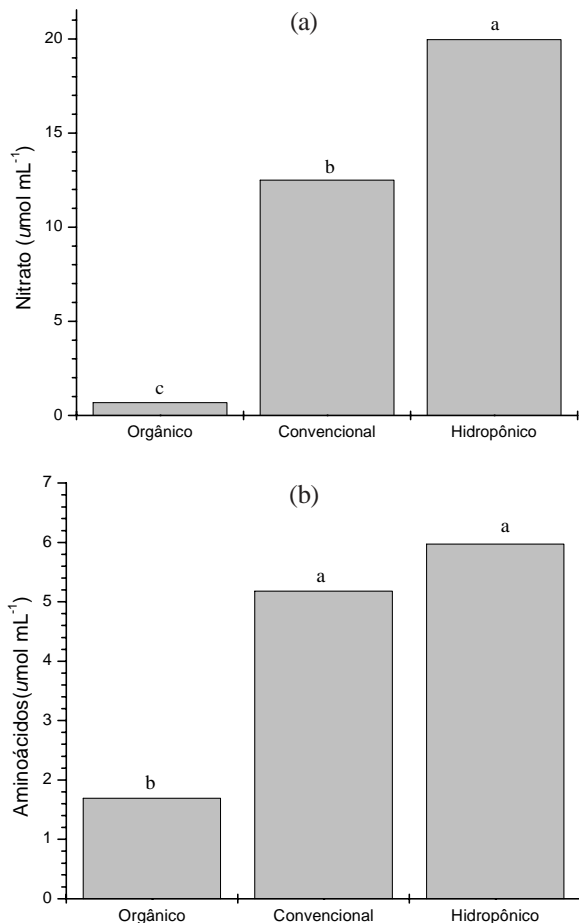 (a)
Nitrato (umol mL-1)
20
15
10
5
0
a
b
c
Orgânico Convencional Hidropônico
(b)
Aminoácidos(umol mL-1)
7
6
5
4
3
2
1
0
a
a
b
Orgânico Convencional Hidropônico